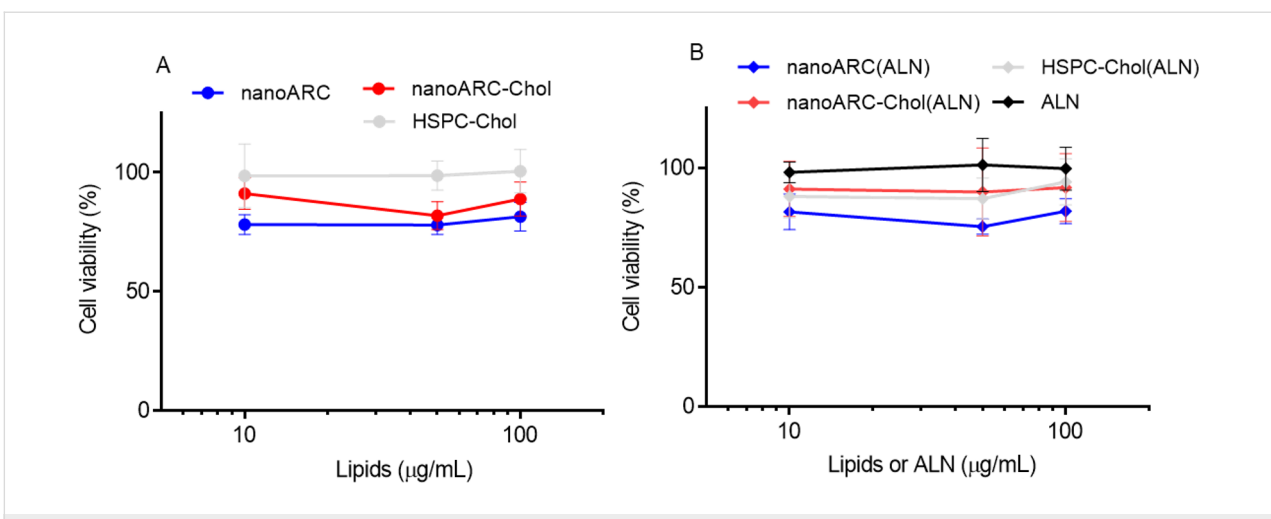 A
nanoARC
nanoARC-Chol
HSPC-Chol
Cell viability (%)
100
50
0
10
100
Lipids (μg/mL)
B
nanoARC(ALN)
HSPC-Chol(ALN)
nanoARC-Chol(ALN)
ALN
Cell viability (%)
100
50
0
10
100
Lipids or ALN (μg/mL)